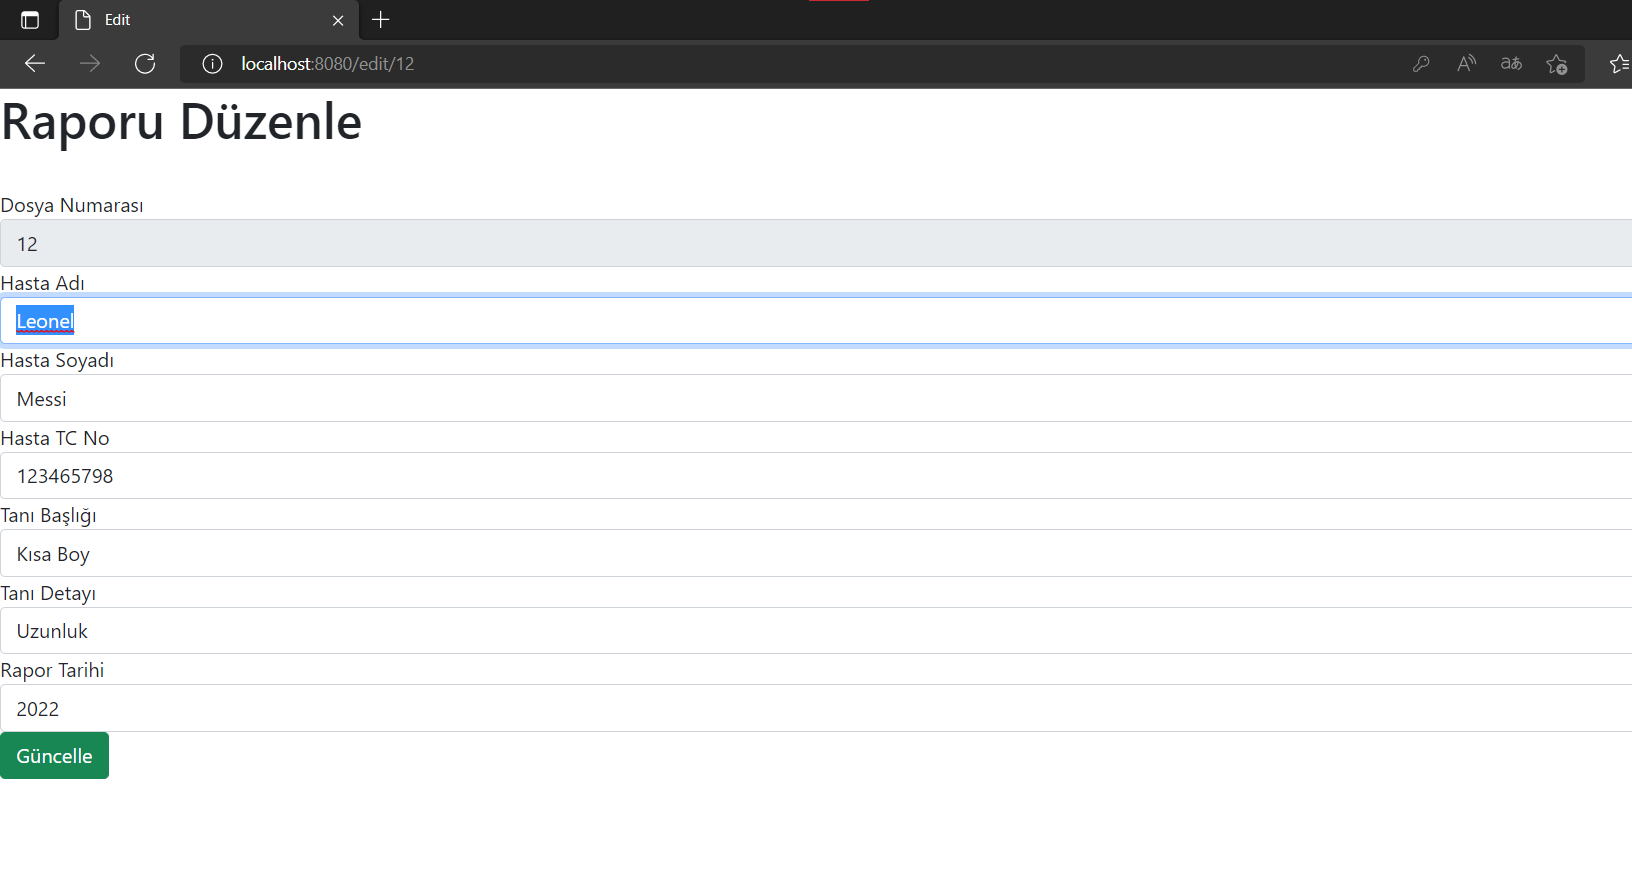 Edit
localhost:8080/edit/12
Raporu Düzenle
Dosya Numarası
12
Hasta Adı
Leonel
Hasta Soyadı
Messi
Hasta TC No
123465798
Tanı Başlığı
Kısa Boy
Tanı Detayı
Uzunluk
Rapor Tarihi
2022
Güncelle